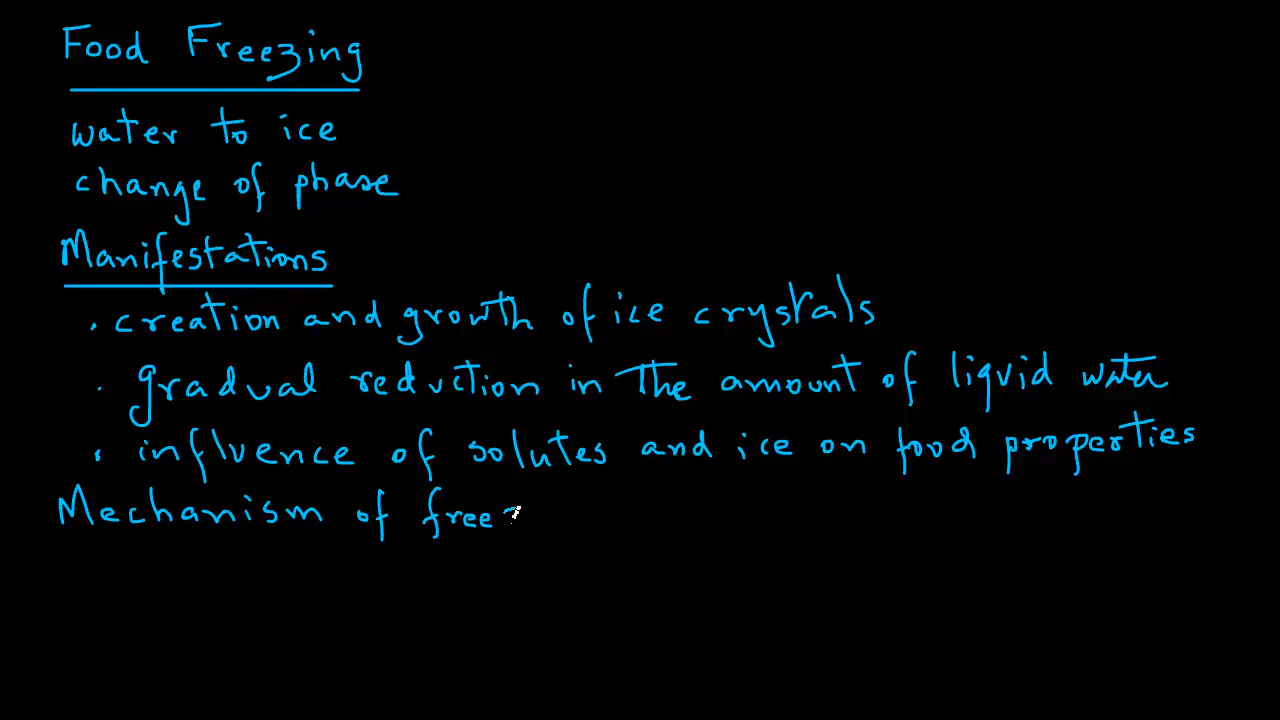 Food Freezing
water to ice
change of phase
Manifestations
. creation and growth of ice crystals
. gradual reduction in the amount of liquid water
. influence of solutes and ice on food properties
Mechanism of free